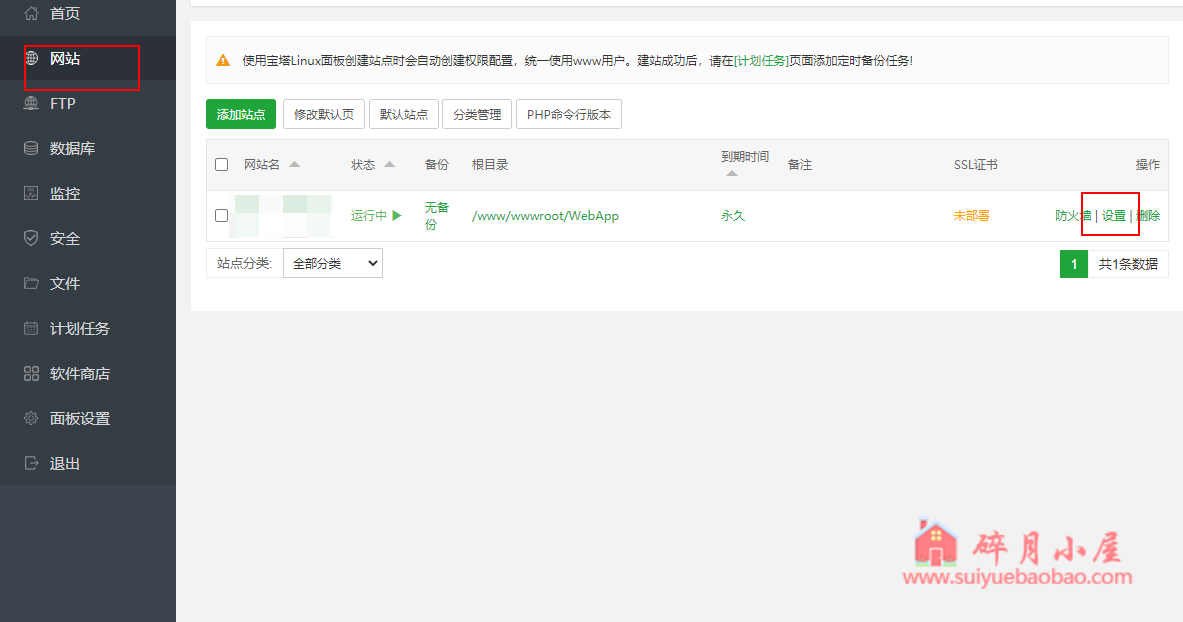 首页
网站
FTP
数据库
监控
安全
文件
计划任务
软件商店
面板设置
退出
使用宝塔Linux面板创建站点时会自动创建权限配置，统一使用www用户。建站成功后，请在[计划任务]页面添加定时备份任务!
添加站点 修改默认页 默认站点 分类管理 PHP命令行版本
网站名 状态 备份 根目录 到期时间 备注 SSL证书 操作
运行中 无备份 /www/wwwroot/WebApp 永久 未部署 防火墙 | 设置 | 删除
站点分类: 全部分类 1 共1条数据
碎月小屋
www.suiyuebaobao.com